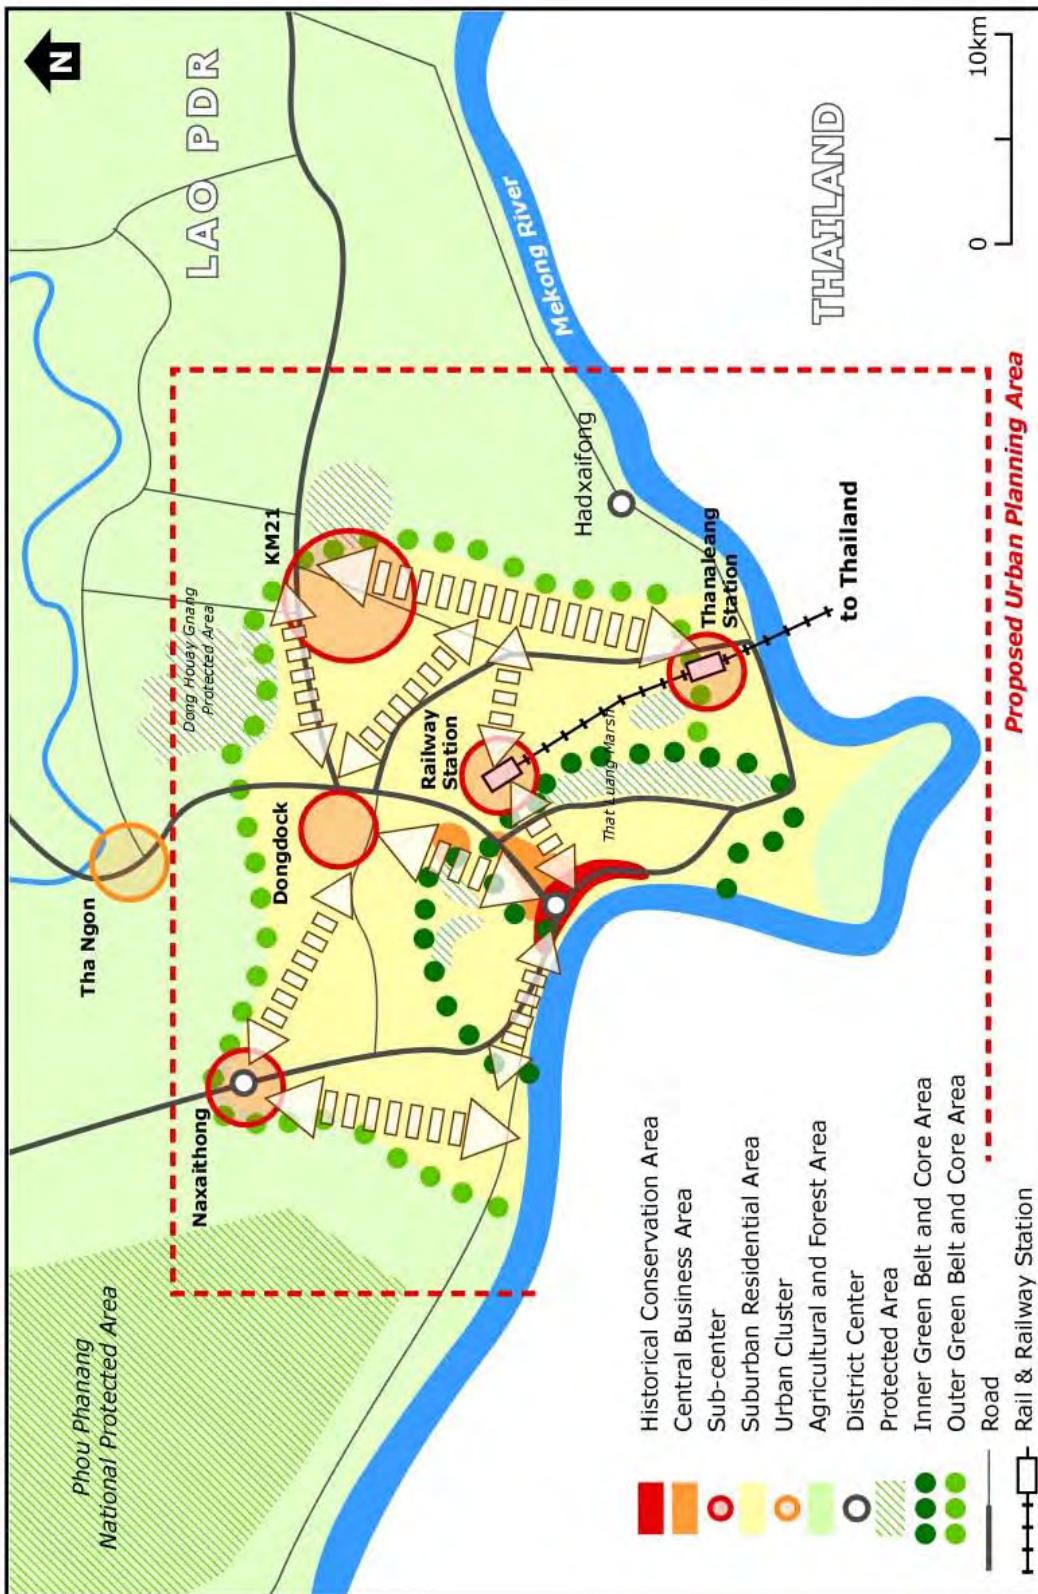 N
LAO PDR
THAILAND
Mekong River
Phou Phanang
National Protected Area
Tha Ngon
Naxaithong
Dongdock
Dong Houay Gnang
Protected Area
KM21
Railway
Station
That Luang Marsh
Hadxaifong
Thanaleang
Station
to Thailand
Proposed Urban Planning Area
0
10km
Historical Conservation Area
Central Business Area
Sub-center
Suburban Residential Area
Urban Cluster
Agricultural and Forest Area
District Center
Protected Area
Inner Green Belt and Core Area
Outer Green Belt and Core Area
Road
Rail & Railway Station